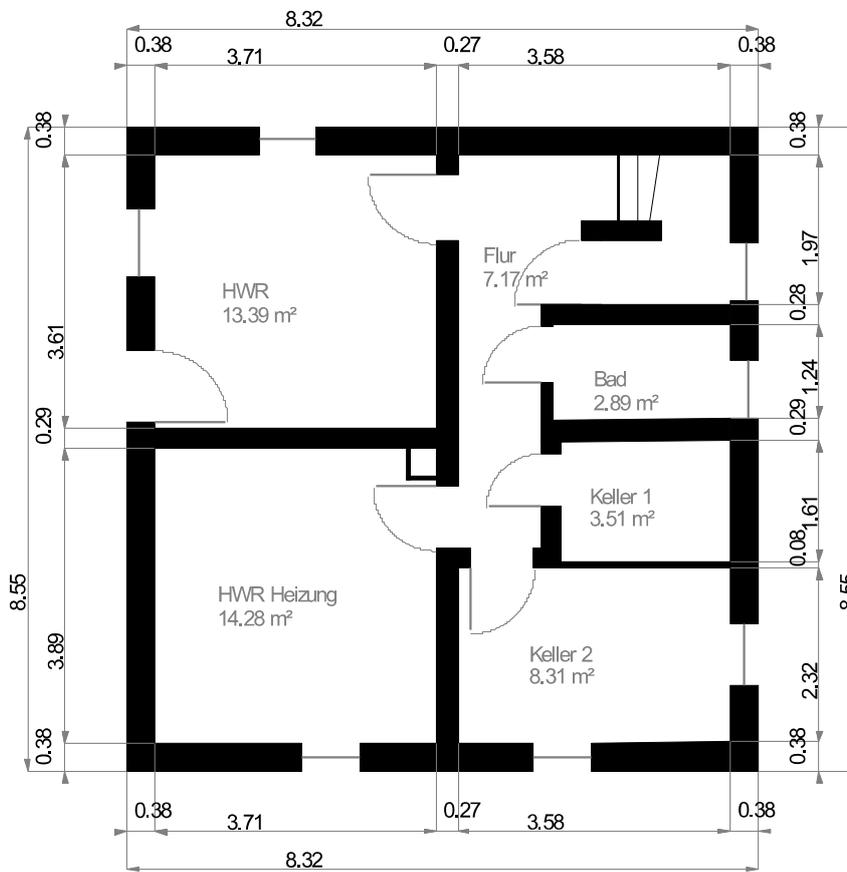 8.32
0.38
3.71
0.27
3.58
0.38
0.38
3.61
0.29
8.55
3.89
0.38
HWR
13.39 m²
Flur
7.17 m²
Bad
2.89 m²
Keller 1
3.51 m²
HWR Heizung
14.28 m²
Keller 2
8.31 m²
0.38
1.97
0.28
1.24
0.29
1.61
0.08
8.55
2.32
0.38
0.38
3.71
0.27
3.58
0.38
8.32